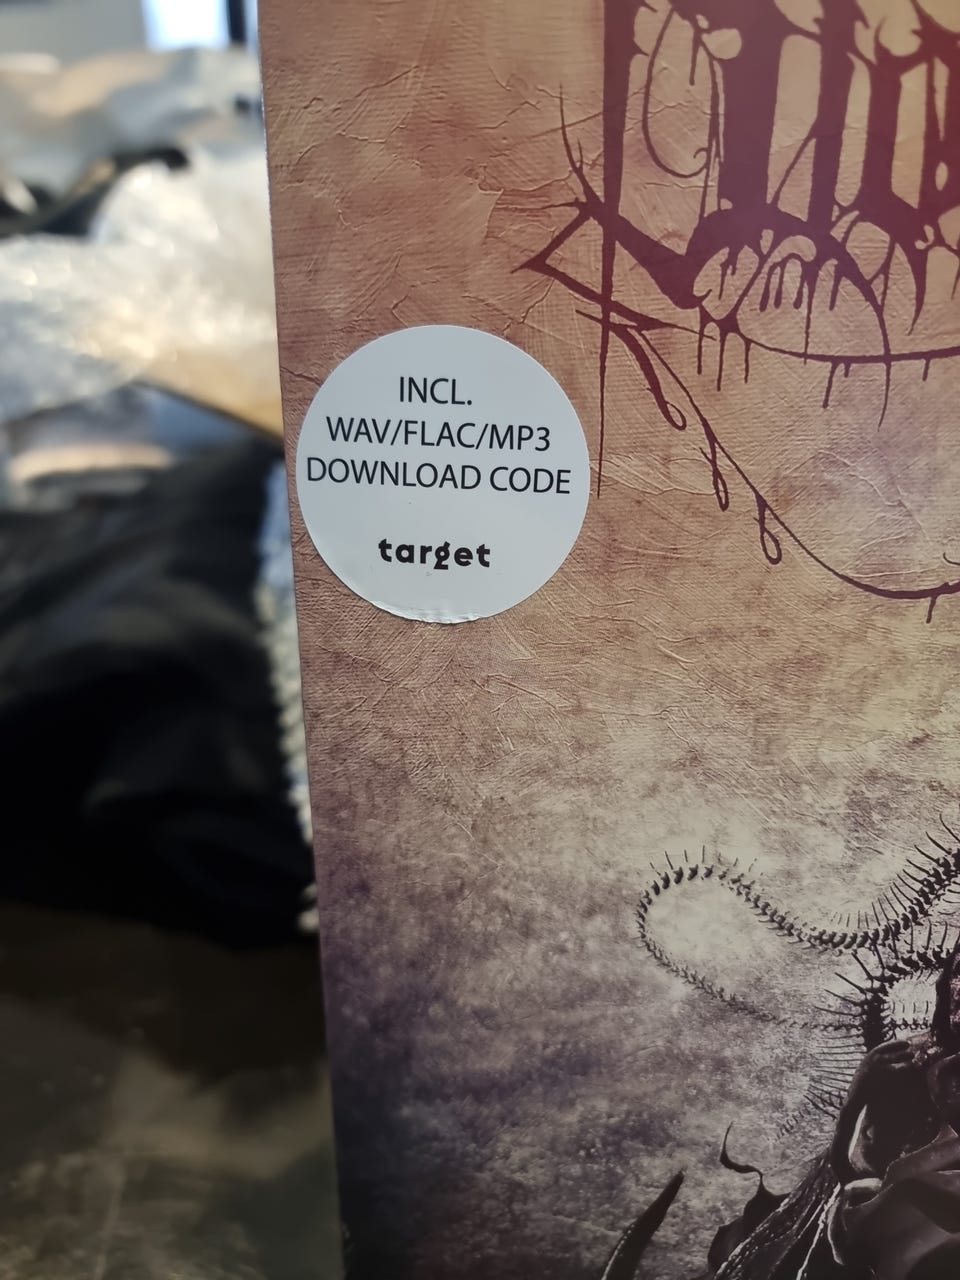 INCL.
WAV/FLAC/MP3
DOWNLOAD CODE
target